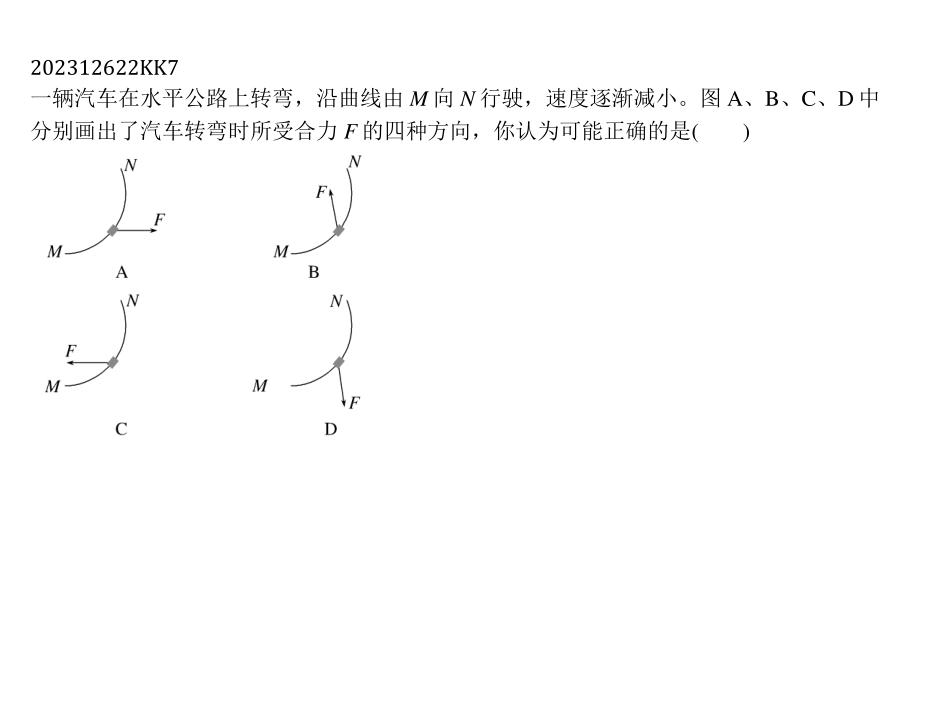 202312622KK7
一辆汽车在水平公路上转弯，沿曲线由 M 向 N 行驶，速度逐渐减小。图 A、B、C、D 中
分别画出了汽车转弯时所受合力 F 的四种方向，你认为可能正确的是(　　)
N
F
M
A
N
F
M
B
N
F
M
C
N
M
F
D